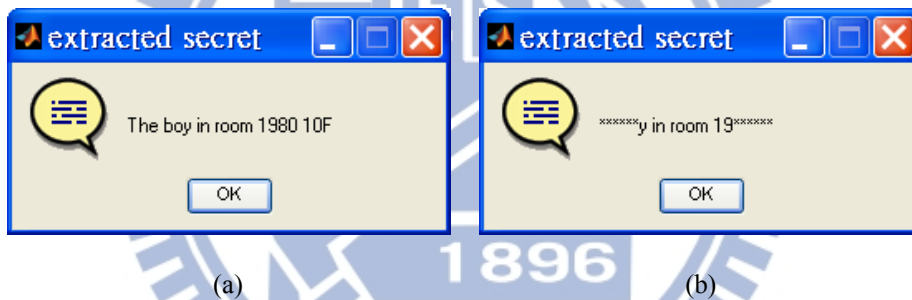 extracted secret
The boy in room 1980 10F
OK
extracted secret
******y in room 19******
OK
1896
(a)
(b)